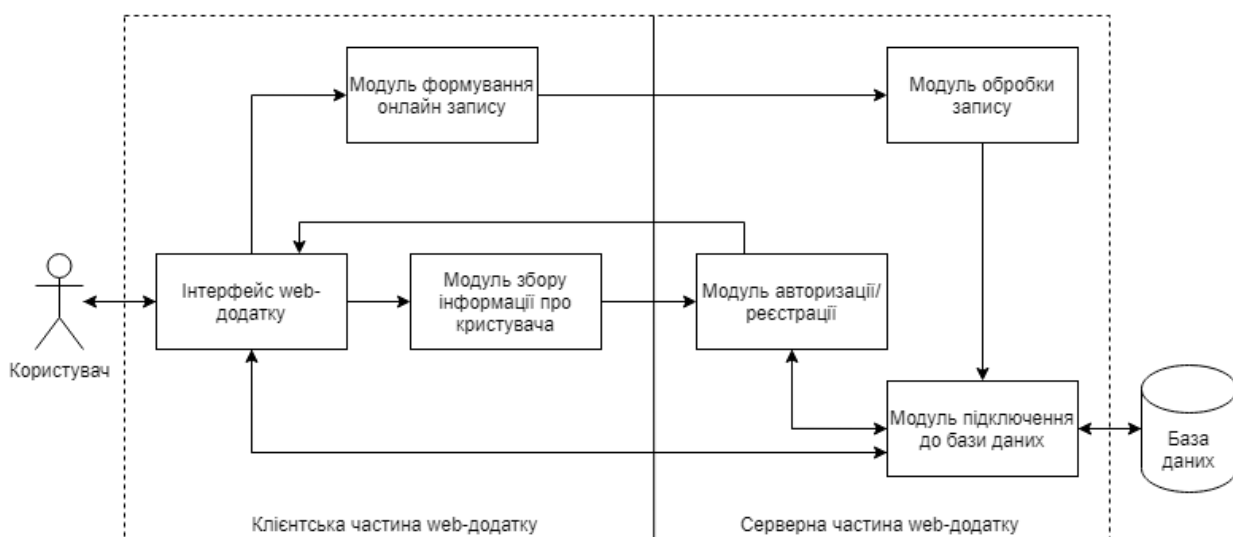 Модуль формування
онлайн запису
Модуль обробки
запису
Користувач
Інтерфейс web-
додатку
Модуль збору
інформації про
кристувача
Модуль авторизації/
реєстрації
Модуль підключення
до бази даних
База
даних
Клієнтська частина web-додатку
Серверна частина web-додатку